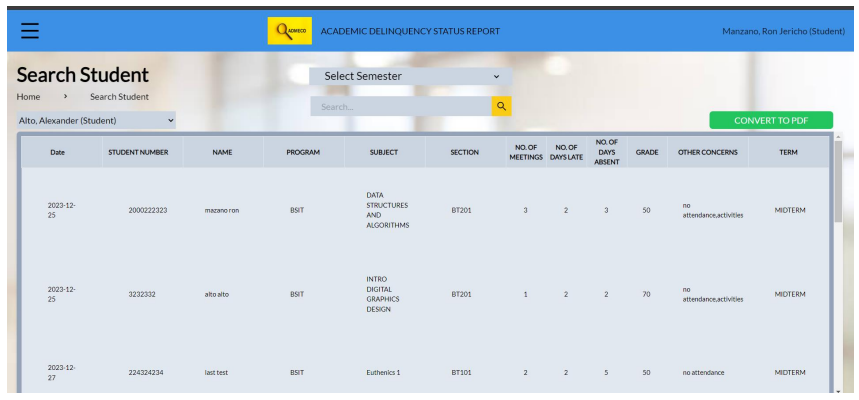 ADMECO ACADEMIC DELINQUENCY STATUS REPORT Manzano, Ron Jericho (Student)
Search Student
Select Semester
Home > Search Student
Search...
Alto, Alexander (Student)
CONVERT TO PDF
Date STUDENT NUMBER NAME PROGRAM SUBJECT SECTION NO. OF MEETINGS NO. OF DAYS LATE NO. OF DAYS ABSENT GRADE OTHER CONCERNS TERM
2023-12-25 2000222323 mazano ron BSIT DATA STRUCTURES AND ALGORITHMS BT201 3 2 3 50 no attendance,activities MIDTERM
2023-12-25 3232332 alto alto BSIT INTRO DIGITAL GRAPHICS DESIGN BT201 1 2 2 70 no attendance,activities MIDTERM
2023-12-27 224324234 last test BSIT Euthenics 1 BT101 2 2 5 50 no attendance MIDTERM